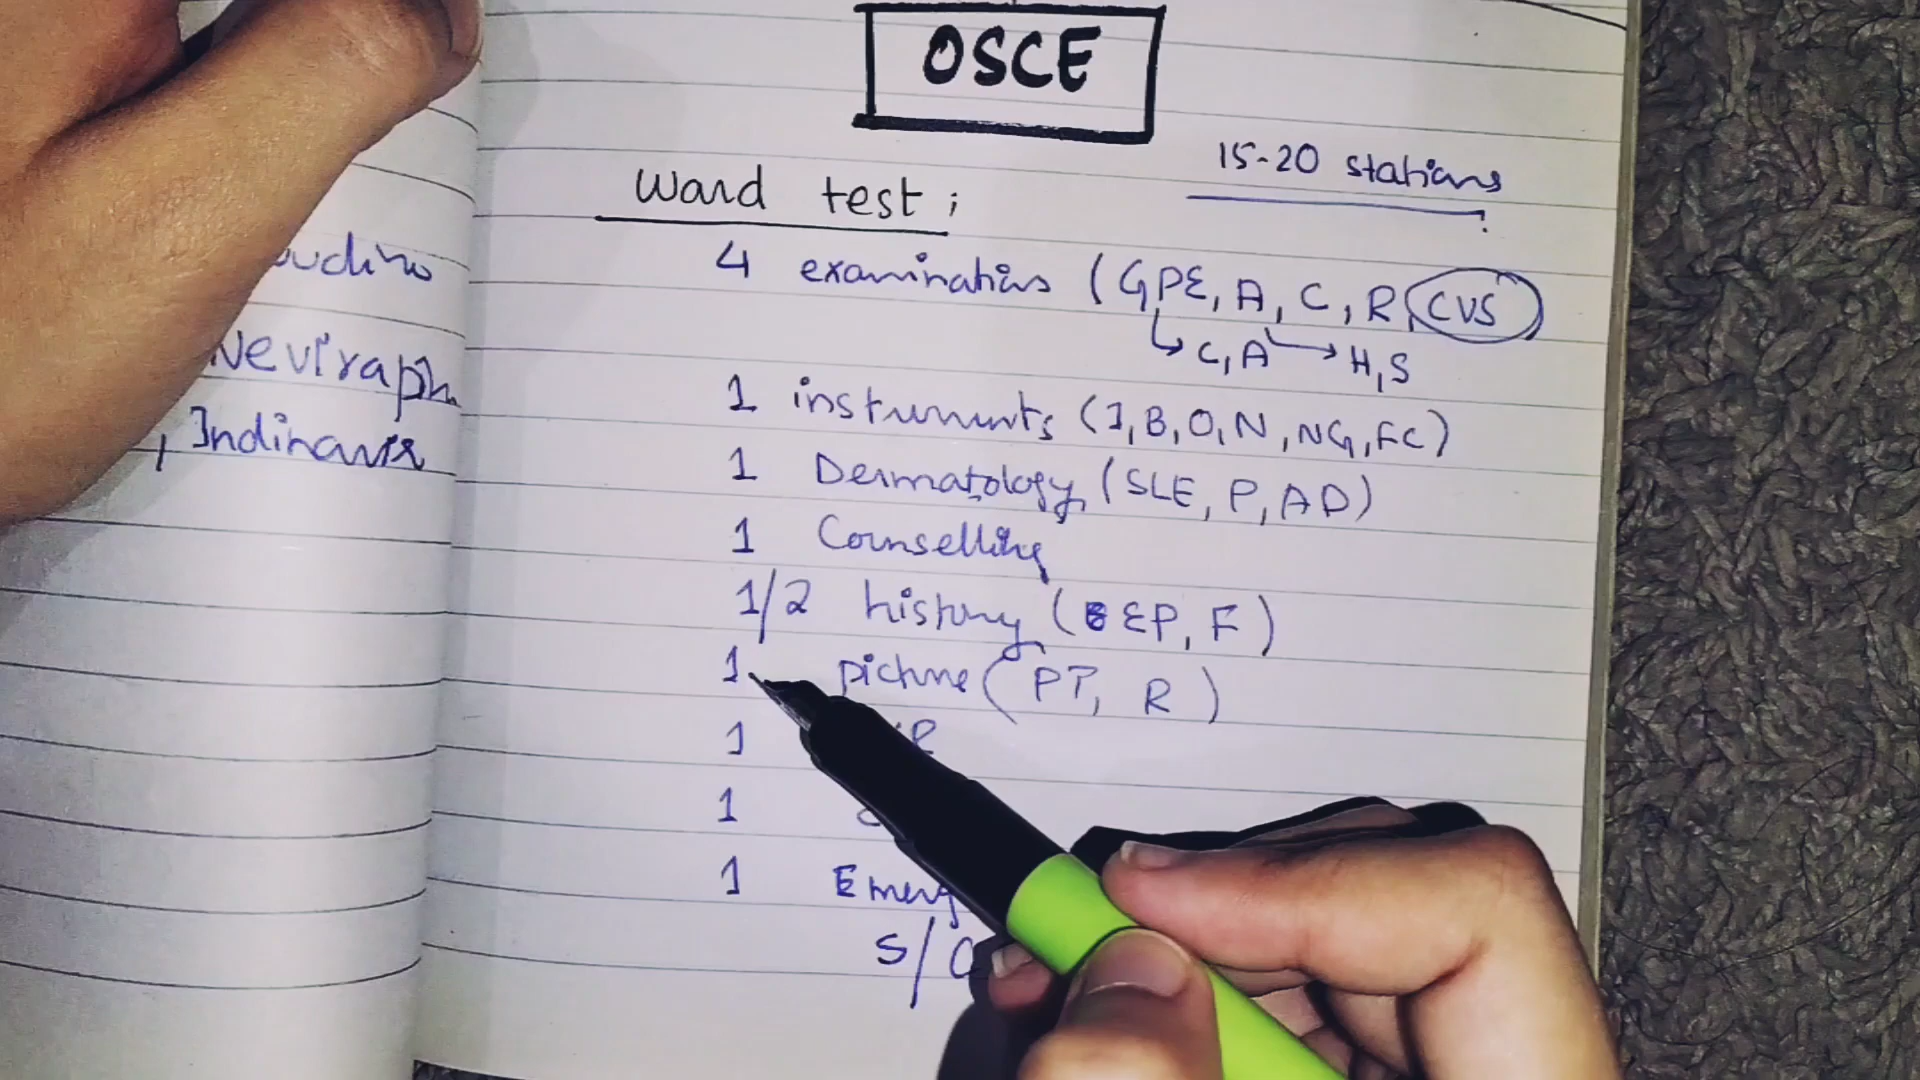 OSCE
15-20 stations
Ward test;
4 examinations (GPE, A, C, R, CVS)
↳ C, A → H, S
1 instruments (I, B, O, N, NG, FC)
1 Dermatology (SLE, P, AD)
1 Counselling
1/2 history (EP, F)
1 picture (PT, R)
1
1
1 Emerg
S/
Nevirapin
, Indinavir